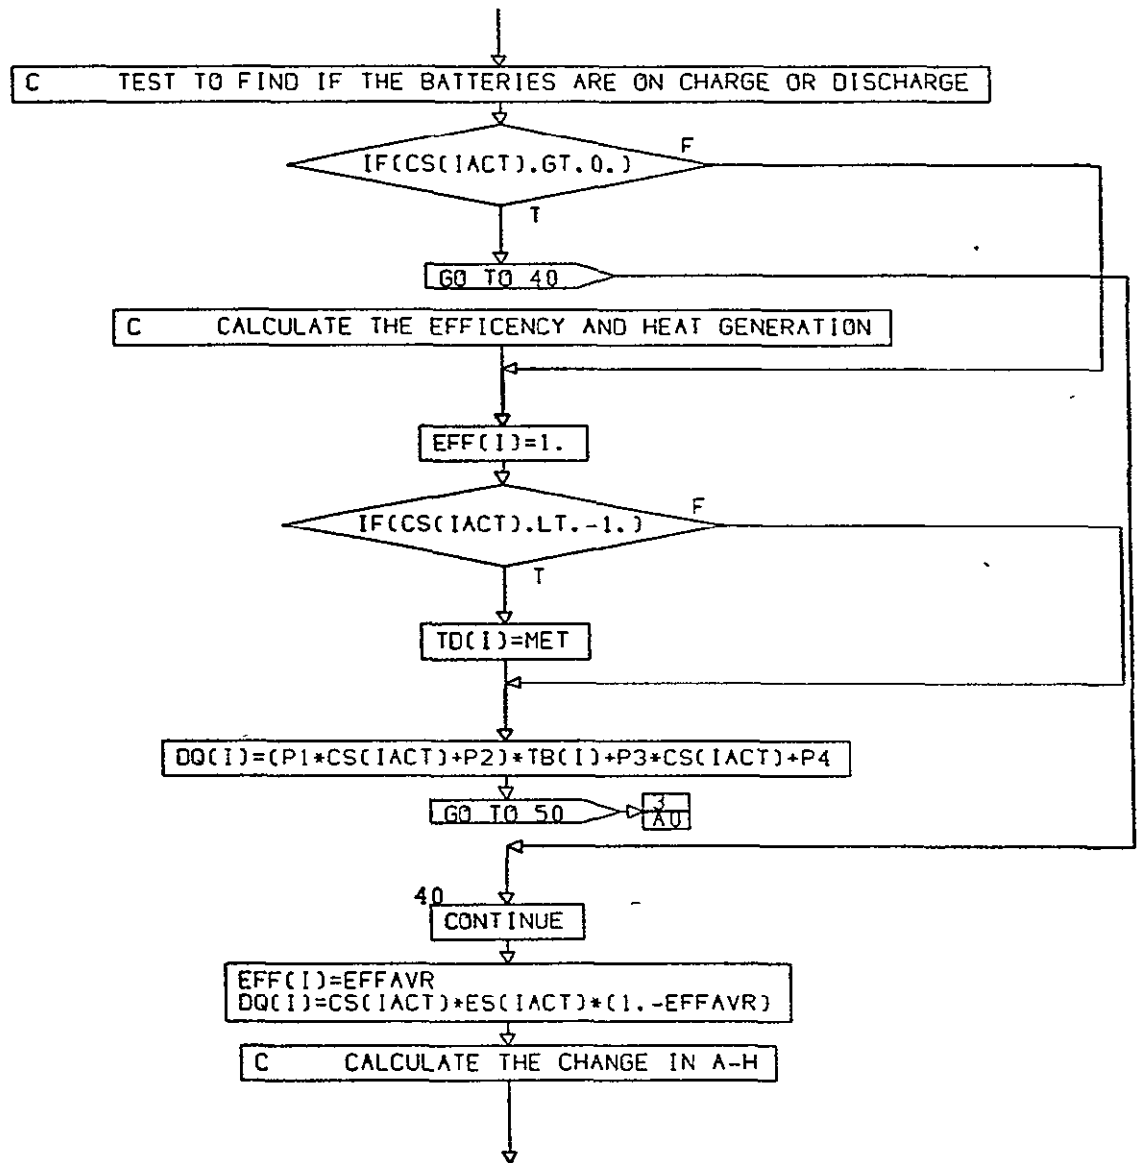 C TEST TO FIND IF THE BATTERIES ARE ON CHARGE OR DISCHARGE
IF(CS(IACT).GT.0.)
F
T
GO TO 40
C CALCULATE THE EFFICENCY AND HEAT GENERATION
EFF(I)=1.
IF(CS(IACT).LT.-1.)
F
T
TD(I)=MET
DQ(I)=(P1*CS(IACT)+P2)*TB(I)+P3*CS(IACT)+P4
GO TO 50
3
AU
40
CONTINUE
EFF(I)=EFFAVR
DQ(I)=CS(IACT)*ES(IACT)*(1.-EFFAVR)
C CALCULATE THE CHANGE IN A-H